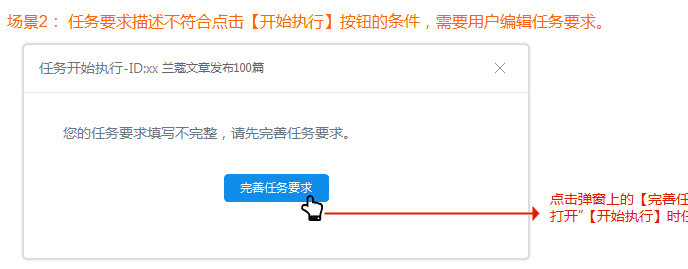 场景2： 任务要求描述不符合点击【开始执行】按钮的条件，需要用户编辑任务要求。
任务开始执行-ID:xx 兰蔻文章发布100篇
您的任务要求填写不完整，请先完善任务要求。
完善任务要求
点击弹窗上的【完善任
打开“【开始执行】时任